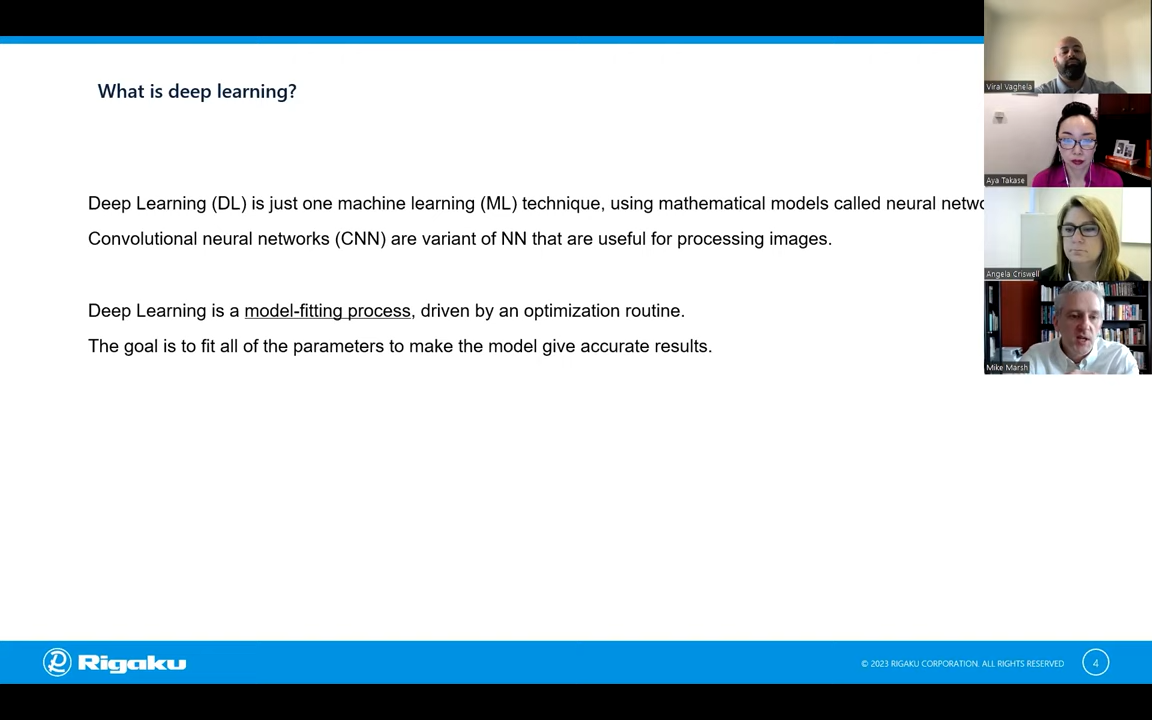 What is deep learning?
Viral Vaghela
Aya Takase
Deep Learning (DL) is just one machine learning (ML) technique, using mathematical models called neural netwo
Convolutional neural networks (CNN) are variant of NN that are useful for processing images.
Angela Criswell
Deep Learning is a model-fitting process, driven by an optimization routine.
The goal is to fit all of the parameters to make the model give accurate results.
Mike Marsh
Rigaku
© 2023 RIGAKU CORPORATION. ALL RIGHTS RESERVED
4